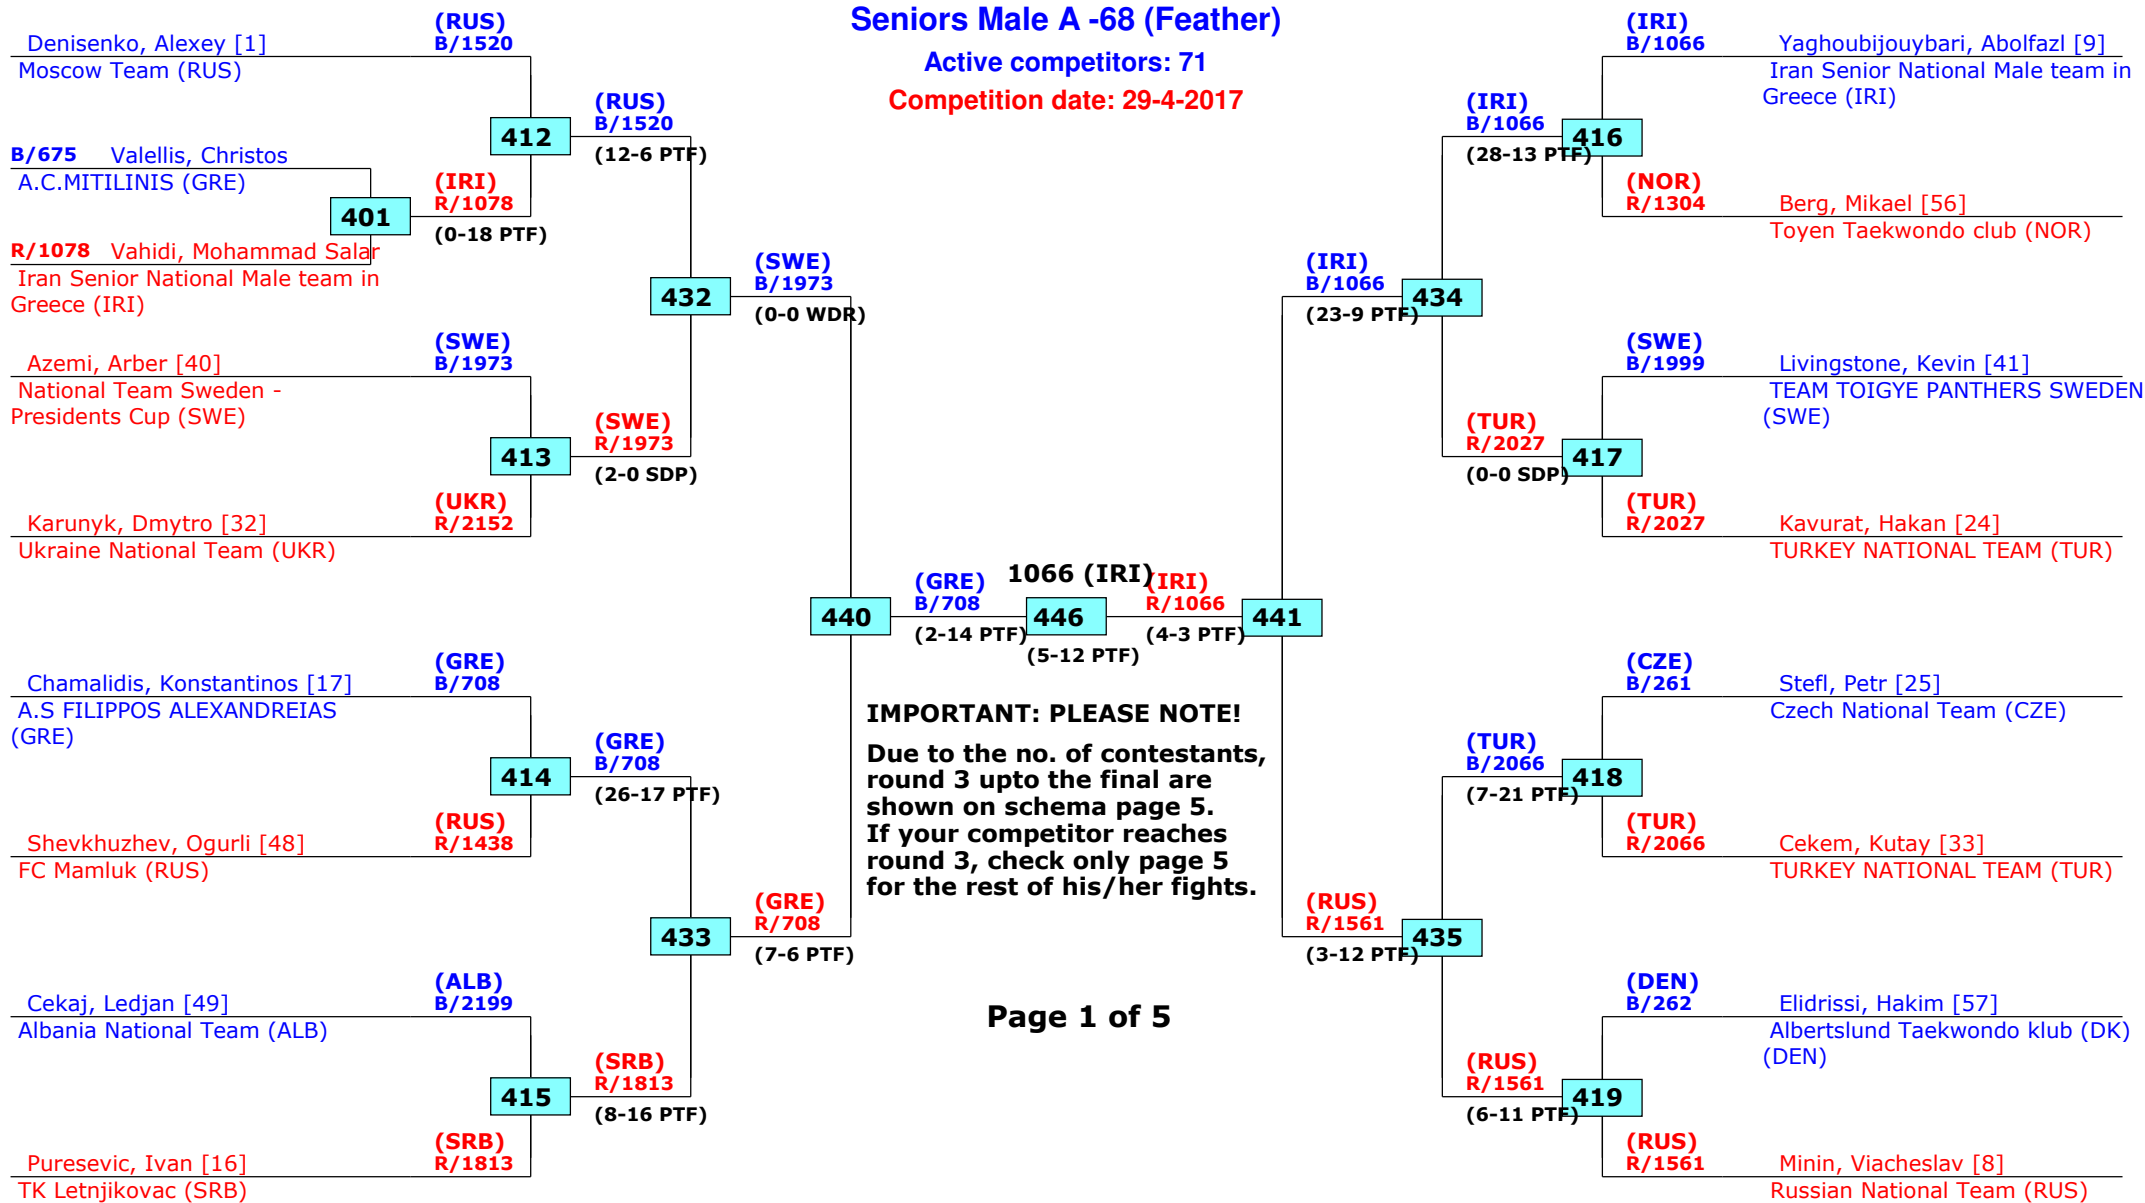 Seniors Male A -68 (Feather)
Active competitors: 71
Competition date: 29-4-2017
Denisenko, Alexey [1]
Moscow Team (RUS)
(RUS)
B/1520
B/675 Valellis, Christos
A.C.MITILINIS (GRE)
401
R/1078 Vahidi, Mohammad Salar
Iran Senior National Male team in
Greece (IRI)
(IRI)
R/1078
(0-18 PTF)
412
(RUS)
B/1520
(12-6 PTF)
Azemi, Arber [40]
National Team Sweden -
Presidents Cup (SWE)
(SWE)
B/1973
413
Karunyk, Dmytro [32]
Ukraine National Team (UKR)
(UKR)
R/2152
(SWE)
R/1973
(2-0 SDP)
432
(SWE)
B/1973
(0-0 WDR)
Chamalidis, Konstantinos [17]
A.S FILIPPOS ALEXANDREIAS
(GRE)
(GRE)
B/708
414
Shevkhuzhev, Ogurli [48]
FC Mamluk (RUS)
(RUS)
R/1438
(GRE)
B/708
(26-17 PTF)
Cekaj, Ledjan [49]
Albania National Team (ALB)
(ALB)
B/2199
415
Puresevic, Ivan [16]
TK Letnjikovac (SRB)
(SRB)
R/1813
(SRB)
R/1813
(8-16 PTF)
433
(GRE)
R/708
(7-6 PTF)
440
(GRE)
B/708
(2-14 PTF)
1066 (IRI)
446
(5-12 PTF)
(IRI)
R/1066
(4-3 PTF)
441
IMPORTANT: PLEASE NOTE!
Due to the no. of contestants,
round 3 upto the final are
shown on schema page 5.
If your competitor reaches
round 3, check only page 5
for the rest of his/her fights.
Page 1 of 5
(IRI)
B/1066
Yaghoubijouybari, Abolfazl [9]
Iran Senior National Male team in
Greece (IRI)
(IRI)
B/1066
(28-13 PTF)
416
(NOR)
R/1304
Berg, Mikael [56]
Toyen Taekwondo club (NOR)
(IRI)
B/1066
(23-9 PTF)
434
(SWE)
B/1999
Livingstone, Kevin [41]
TEAM TOIGYE PANTHERS SWEDEN
(SWE)
(TUR)
R/2027
(0-0 SDP)
417
(TUR)
R/2027
Kavurat, Hakan [24]
TURKEY NATIONAL TEAM (TUR)
(CZE)
B/261
Stefl, Petr [25]
Czech National Team (CZE)
(TUR)
B/2066
(7-21 PTF)
418
(TUR)
R/2066
Cekem, Kutay [33]
TURKEY NATIONAL TEAM (TUR)
(RUS)
R/1561
(3-12 PTF)
435
(DEN)
B/262
Elidrissi, Hakim [57]
Albertslund Taekwondo klub (DK)
(DEN)
(RUS)
R/1561
(6-11 PTF)
419
(RUS)
R/1561
Minin, Viacheslav [8]
Russian National Team (RUS)